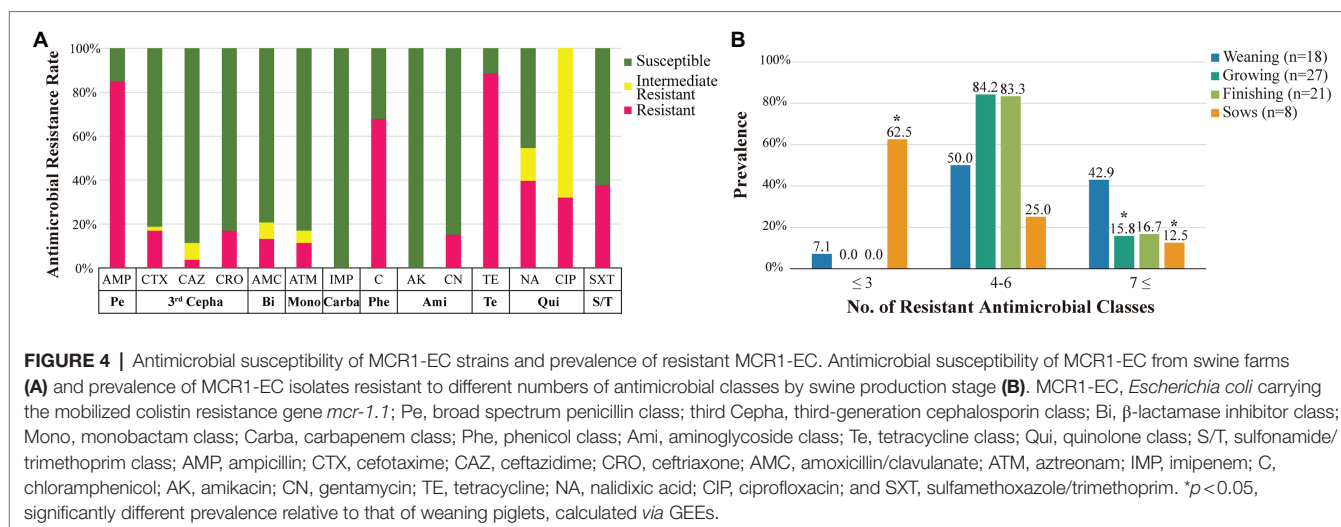 A
Antimicrobial Resistance Rate
100%
80%
60%
40%
20%
0%
Susceptible
Intermediate
Resistant
Resistant
AMP CTX CAZ CRO AMC ATM IMP C AK CN TE NA CIP SXT
Pe 3rd Cepha Bi Mono Carba Phe Ami Te Qui S/T
B
Prevalence
100%
80%
60%
40%
20%
0%
Weaning (n=18)
Growing (n=27)
Finishing (n=21)
Sows (n=8)
7.1 0.0 0.0 * 62.5
50.0 84.2 83.3 25.0
42.9 * 15.8 16.7 * 12.5
≤ 3 4-6 7 ≤
No. of Resistant Antimicrobial Classes
FIGURE 4 | Antimicrobial susceptibility of MCR1-EC strains and prevalence of resistant MCR1-EC. Antimicrobial susceptibility of MCR1-EC from swine farms
(A) and prevalence of MCR1-EC isolates resistant to different numbers of antimicrobial classes by swine production stage (B). MCR1-EC, Escherichia coli carrying
the mobilized colistin resistance gene mcr-1.1; Pe, broad spectrum penicillin class; third Cepha, third-generation cephalosporin class; Bi, β-lactamase inhibitor class;
Mono, monobactam class; Carba, carbapenem class; Phe, phenicol class; Ami, aminoglycoside class; Te, tetracycline class; Qui, quinolone class; S/T, sulfonamide/
trimethoprim class; AMP, ampicillin; CTX, cefotaxime; CAZ, ceftazidime; CRO, ceftriaxone; AMC, amoxicillin/clavulanate; ATM, aztreonam; IMP, imipenem; C,
chloramphenicol; AK, amikacin; CN, gentamycin; TE, tetracycline; NA, nalidixic acid; CIP, ciprofloxacin; and SXT, sulfamethoxazole/trimethoprim. *p < 0.05,
significantly different prevalence relative to that of weaning piglets, calculated via GEEs.